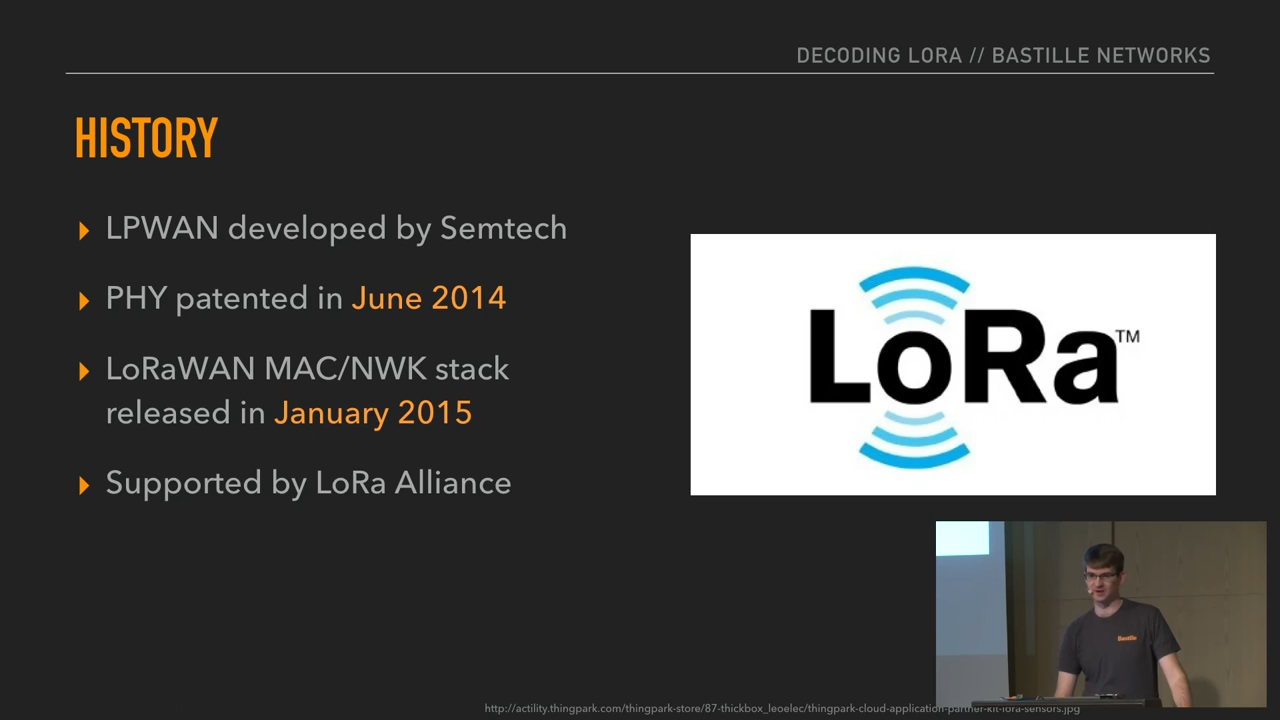 DECODING LORA // BASTILLE NETWORKS
HISTORY
LPWAN developed by Semtech
PHY patented in June 2014
LoRaWAN MAC/NWK stack
released in January 2015
Supported by LoRa Alliance
LoRa™
Bastille
http://actility.thingpark.com/thingpark-store/87-thickbox_leoelec/thingpark-cloud-application-partner-kit-lora-sensors.jpg